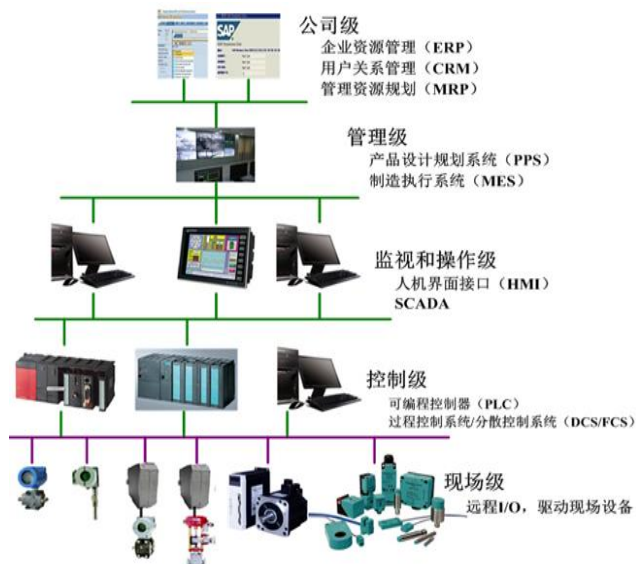 公司级
企业资源管理（ERP）
用户关系管理（CRM）
管理资源规划（MRP）
SAP
管理级
产品设计规划系统（PPS）
制造执行系统（MES）
监视和操作级
人机界面接口（HMI）
SCADA
控制级
可编程控制器（PLC）
过程控制系统/分散控制系统（DCS/FCS）
现场级
远程I/O，驱动现场设备